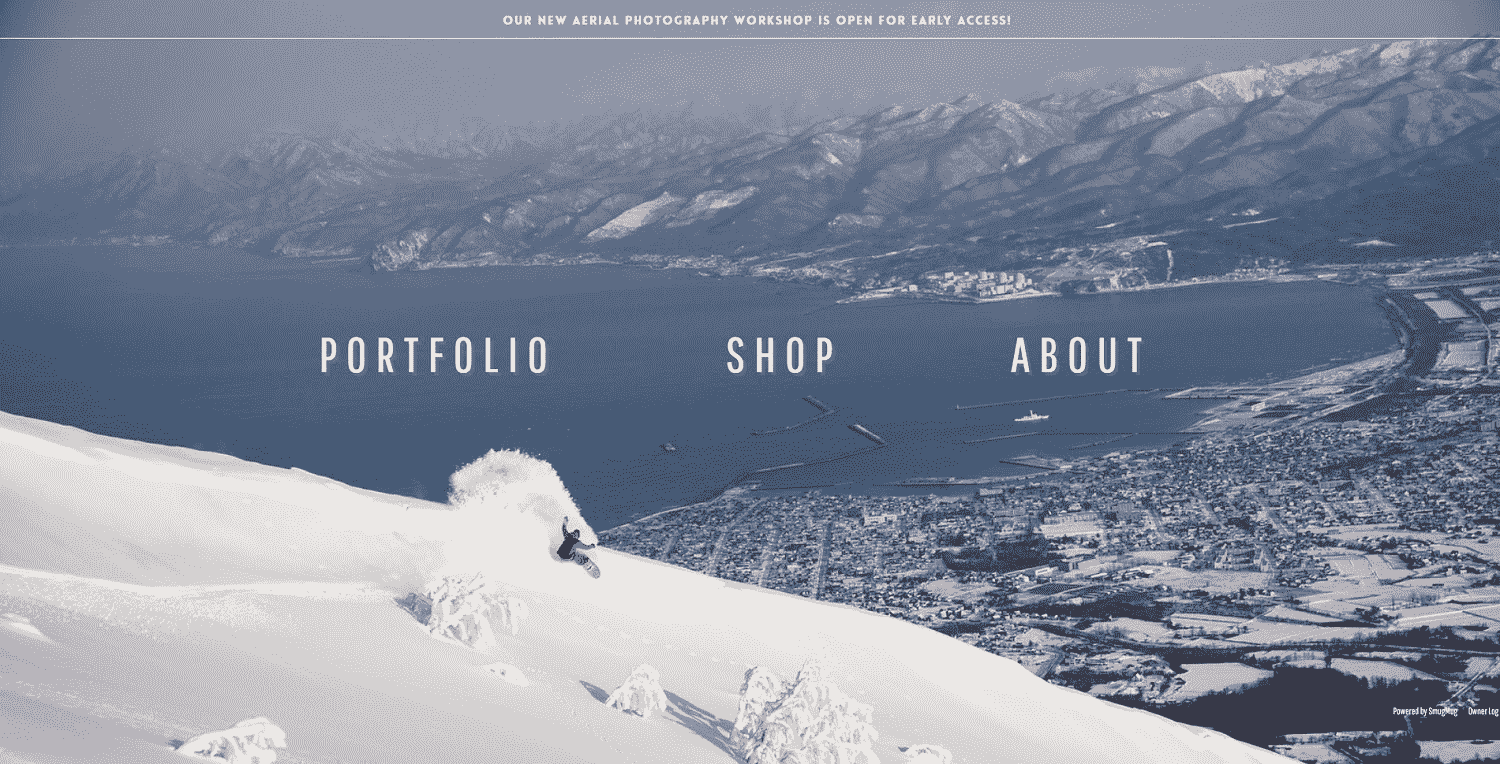 OUR NEW AERIAL PHOTOGRAPHY WORKSHOP IS OPEN FOR EARLY ACCESS!
PORTFOLIO SHOP ABOUT
Powered by SmugMug Owner Log